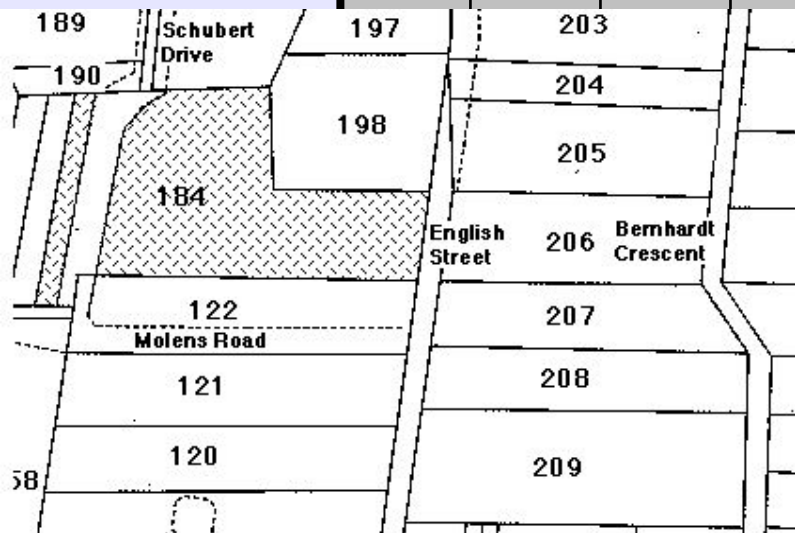 189
Schubert
Drive
197
203
190
204
198
205
184
English
Street
206
Bernhardt
Crescent
122
207
Molens Road
121
208
120
58
209